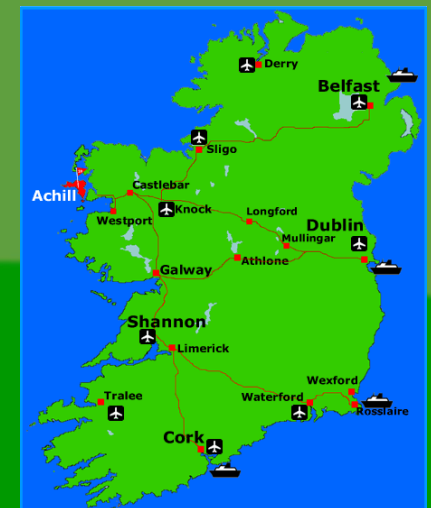 Derry
Belfast
Sligo
Achill
Castlebar
Westport
Knock
Longford
Dublin
Mullingar
Galway
Athlone
Shannon
Limerick
Wexford
Tralee
Waterford
Rosslaire
Cork